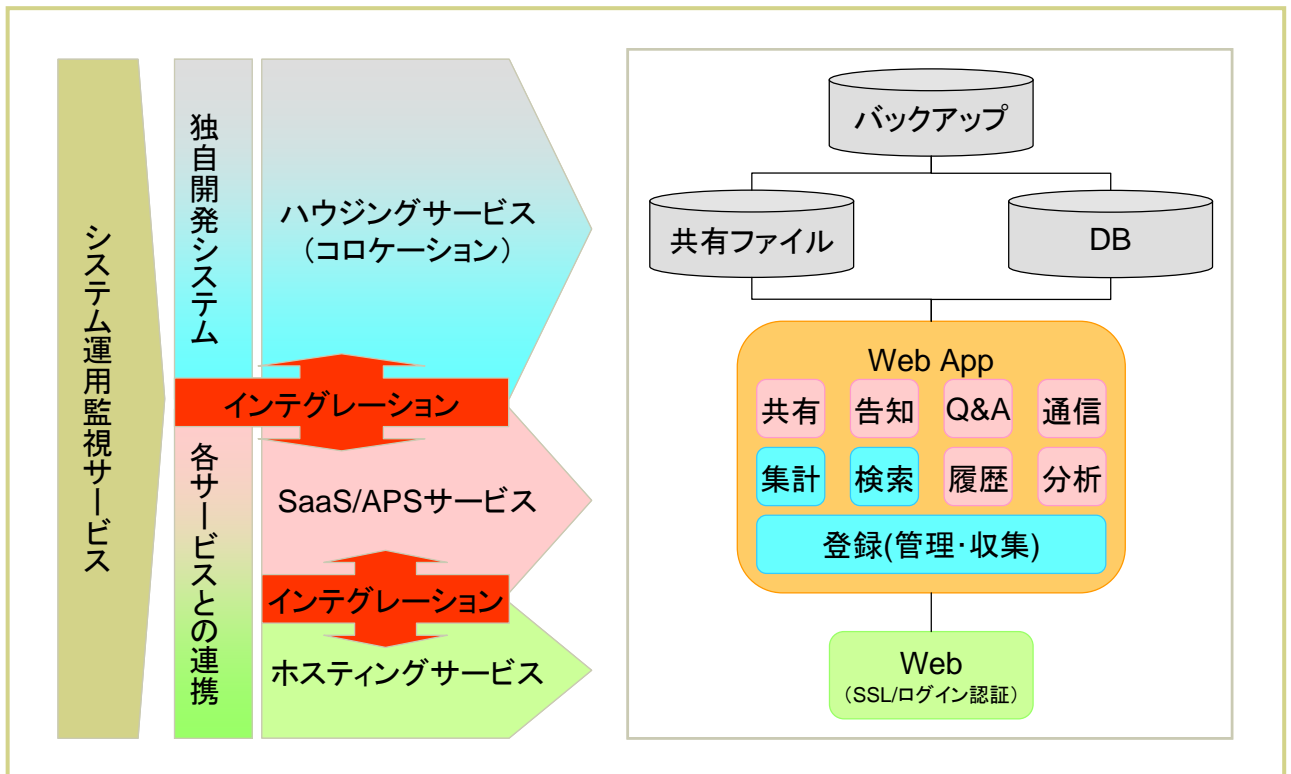 システム運用監視サービス
独自開発システム
各サービスとの連携
ハウジングサービス
（コロケーション）
インテグレーション
SaaS/APSサービス
インテグレーション
ホスティングサービス
バックアップ
共有ファイル
DB
Web App
共有
告知
Q&A
通信
集計
検索
履歴
分析
登録(管理･収集)
Web
（SSL/ログイン認証）